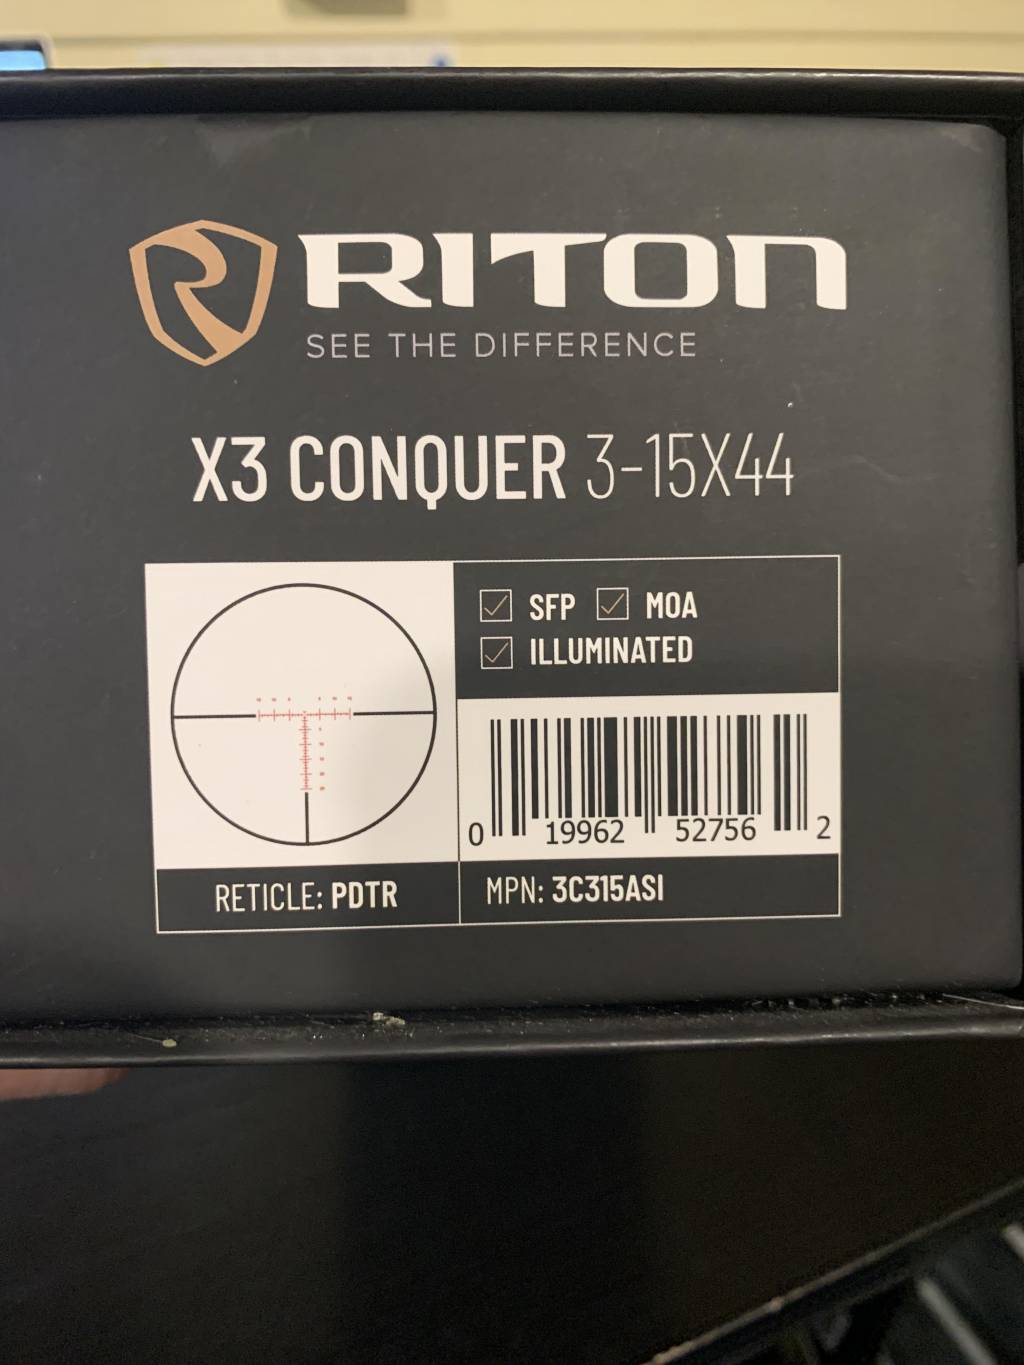 RITON
SEE THE DIFFERENCE
X3 CONQUER 3-15X44
SFP MOA
ILLUMINATED
0 19962 52756 2
RETICLE: PDTR
MPN: 3C315ASI